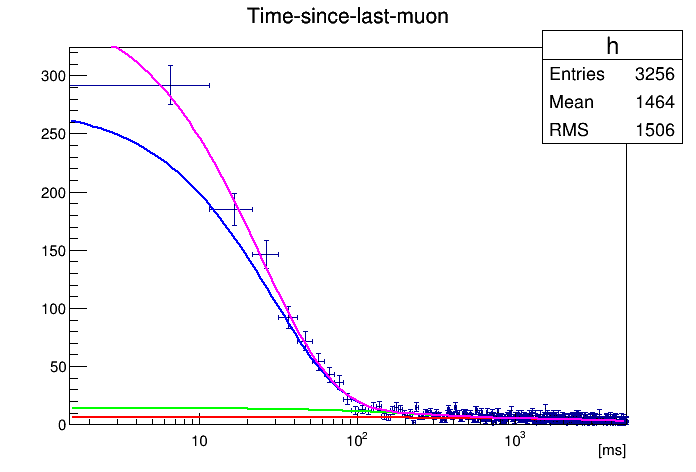 Time-since-last-muon
h
Entries 3256
Mean 1464
RMS 1506
300
250
200
150
100
50
0
10 10² 10³
[ms]